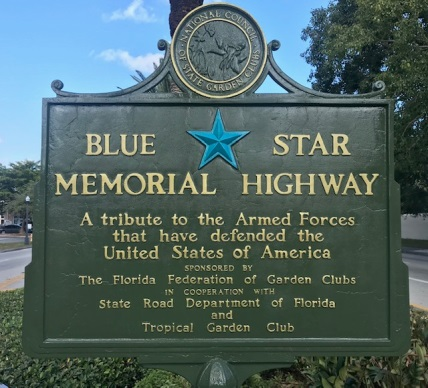 NATIONAL COUNCIL
OF STATE GARDEN CLUBS
BLUE STAR
MEMORIAL HIGHWAY
A tribute to the Armed Forces
that have defended the
United States of America
SPONSORED BY
The Florida Federation of Garden Clubs
IN COOPERATION WITH
State Road Department of Florida
and
Tropical Garden Club